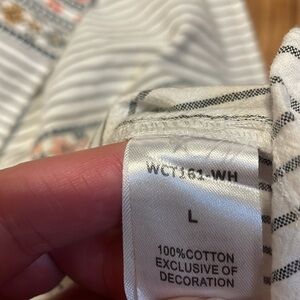 WCT161-WH
L
100%COTTON
EXCLUSIVE OF
DECORATION